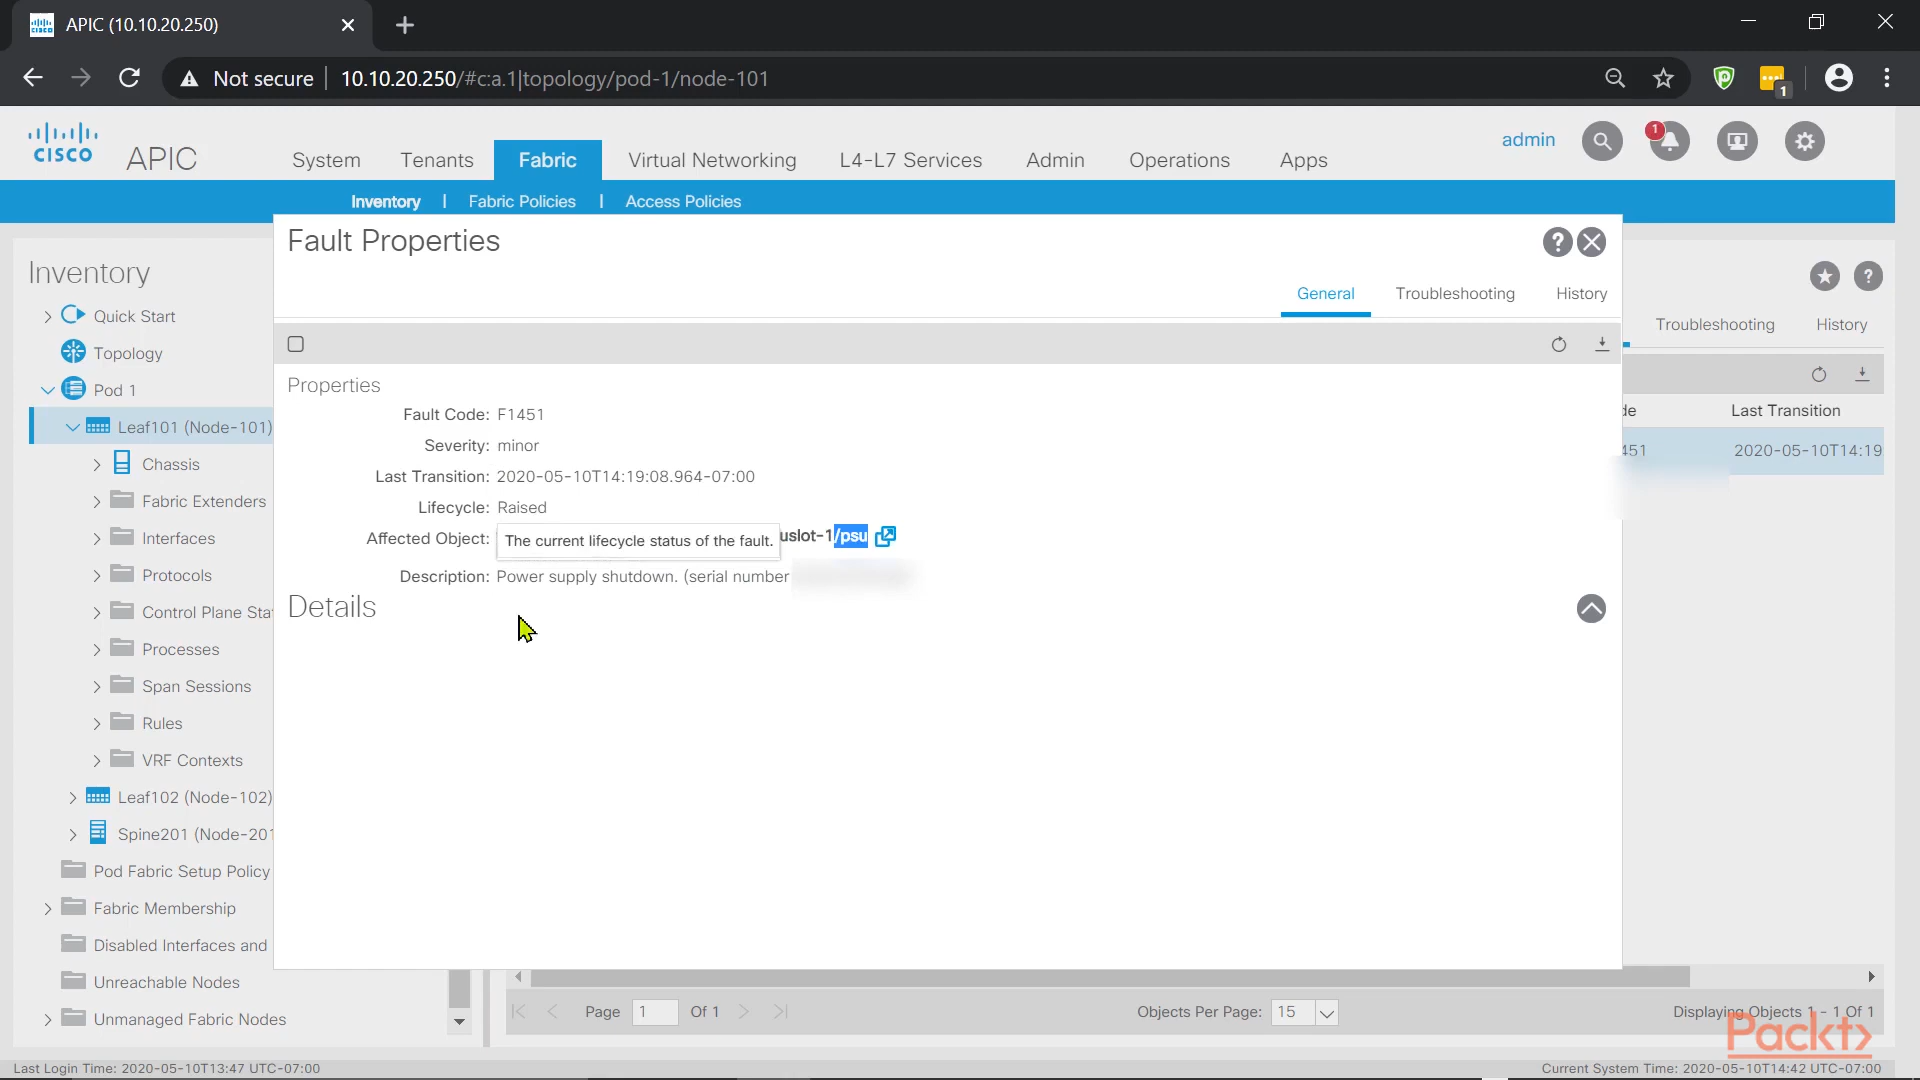 APIC (10.10.20.250)
Not secure
10.10.20.250/#c:a.1|topology/pod-1/node-101
1
CISCO
APIC
System
Tenants
Fabric
Virtual Networking
L4-L7 Services
Admin
Operations
Apps
admin
1
Inventory | Fabric Policies | Access Policies
Inventory
Quick Start
Topology
Pod 1
Leaf101 (Node-101)
Chassis
Fabric Extenders
Interfaces
Protocols
Control Plane Sta
Processes
Span Sessions
Rules
VRF Contexts
Leaf102 (Node-102)
Spine201 (Node-201
Pod Fabric Setup Policy
Fabric Membership
Disabled Interfaces and
Unreachable Nodes
Unmanaged Fabric Nodes
Fault Properties
General
Troubleshooting
History
Properties
Fault Code: F1451
Severity: minor
Last Transition: 2020-05-10T14:19:08.964-07:00
Lifecycle: Raised
Affected Object: uslot-1/psu
The current lifecycle status of the fault.
Description: Power supply shutdown. (serial number
Details
Troubleshooting
History
de
Last Transition
451
2020-05-10T14:19
Page 1 Of 1
Objects Per Page: 15
Displaying Objects 1 - 1 Of 1
Packt
Last Login Time: 2020-05-10T13:47 UTC-07:00
Current System Time: 2020-05-10T14:42 UTC-07:00